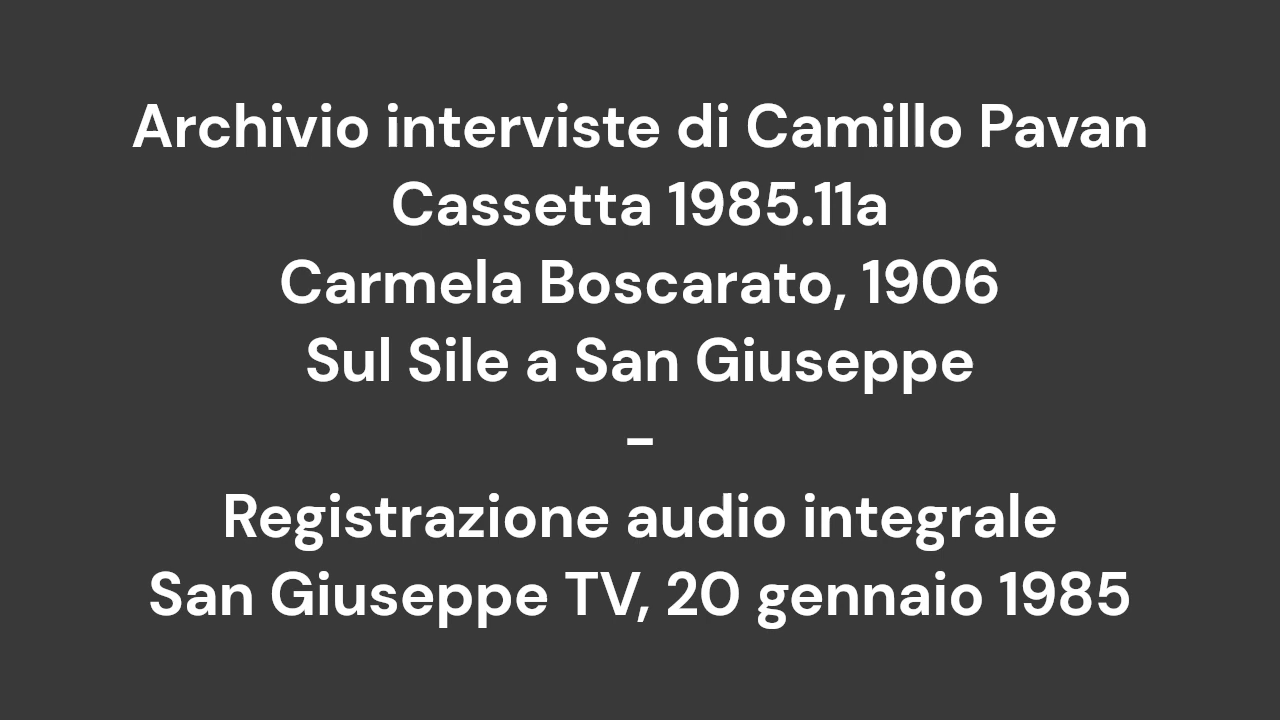 Archivio interviste di Camillo Pavan
Cassetta 1985.11a
Carmela Boscarato, 1906
Sul Sile a San Giuseppe
-
Registrazione audio integrale
San Giuseppe TV, 20 gennaio 1985